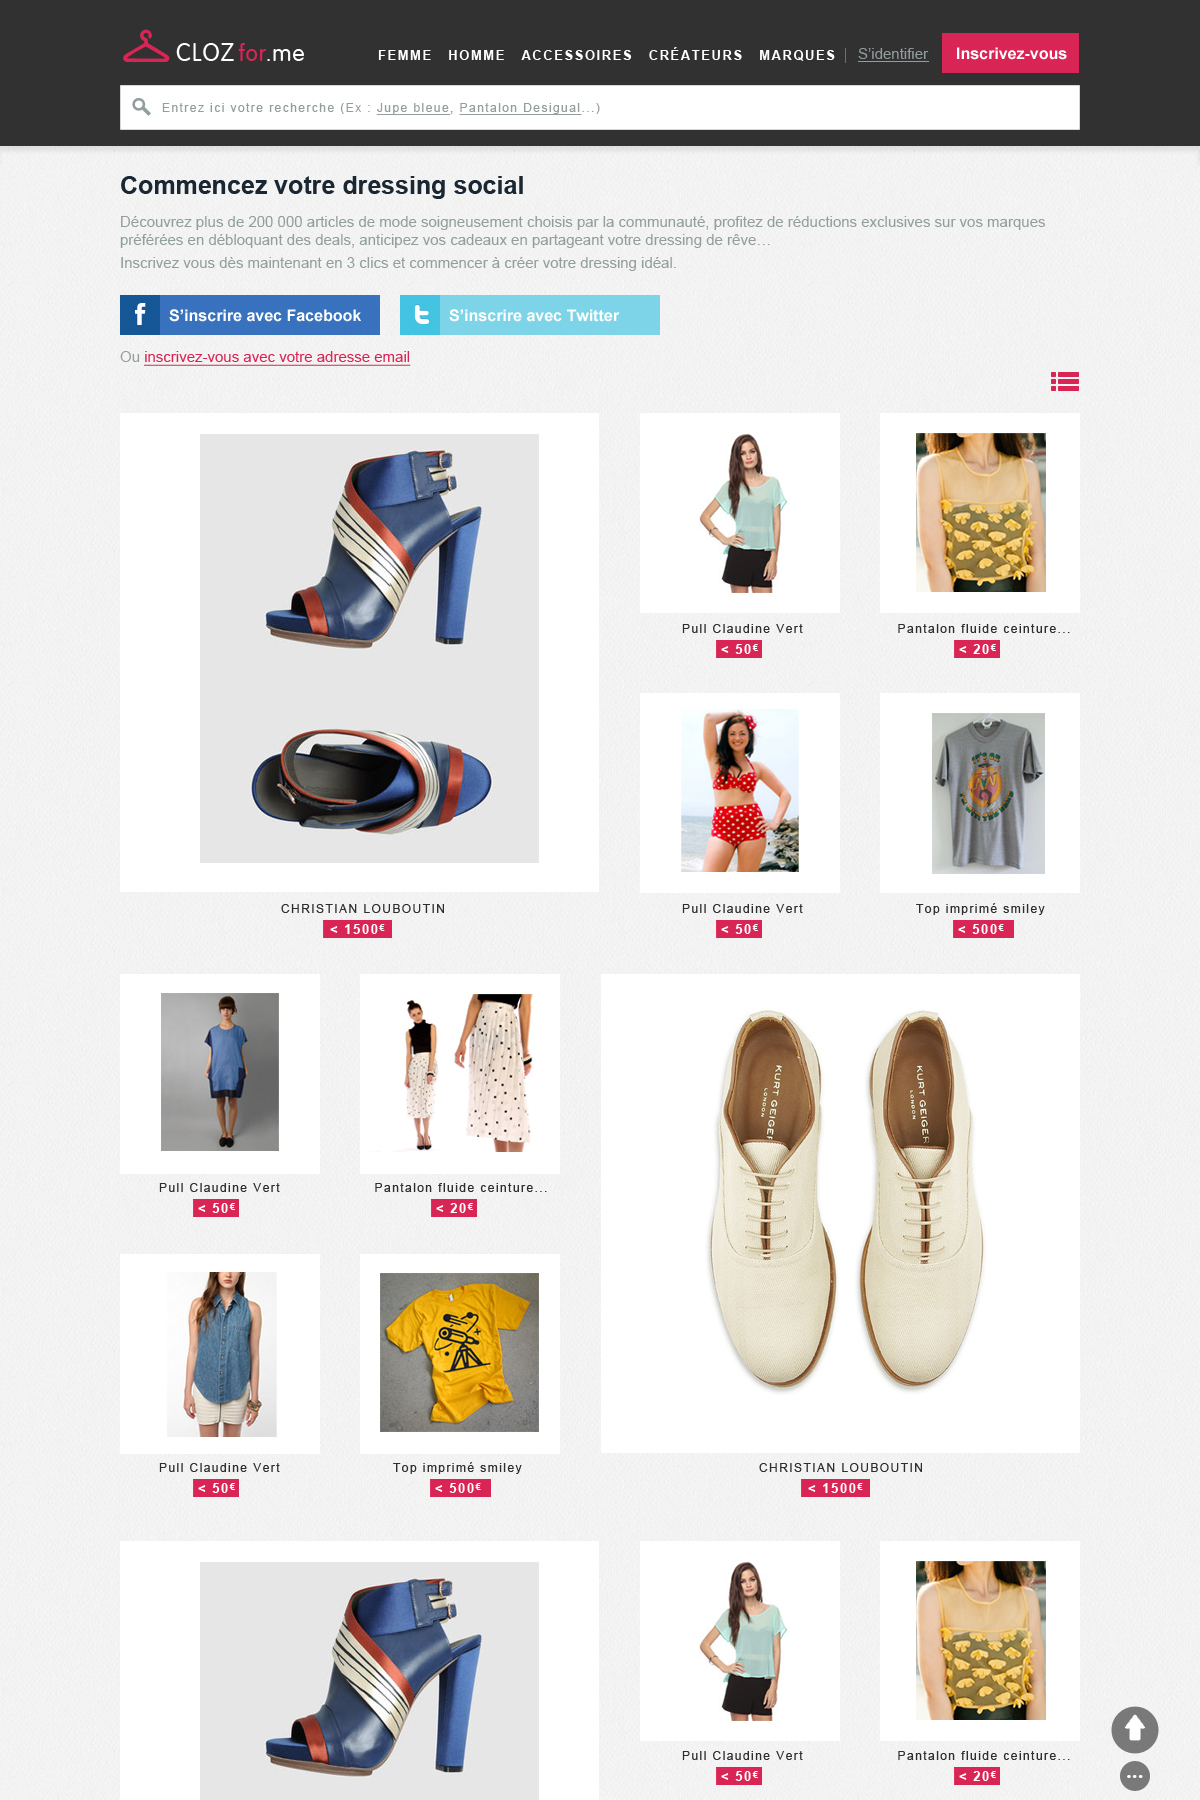 CLOZ for.me
FEMME HOMME ACCESSOIRES CRÉATEURS MARQUES | S'identifier Inscrivez-vous
Entrez ici votre recherche (Ex : Jupe bleue, Pantalon Desigual...)
Commencez votre dressing social
Découvrez plus de 200 000 articles de mode soigneusement choisis par la communauté, profitez de réductions exclusives sur vos marques
préférées en débloquant des deals, anticipez vos cadeaux en partageant votre dressing de rêve…
Inscrivez vous dès maintenant en 3 clics et commencer à créer votre dressing idéal.
f S'inscrire avec Facebook
t S'inscrire avec Twitter
Ou inscrivez-vous avec votre adresse email
Pull Claudine Vert
< 50€
Pantalon fluide ceinture...
< 20€
CHRISTIAN LOUBOUTIN
< 1500€
Pull Claudine Vert
< 50€
Top imprimé smiley
< 500€
Pull Claudine Vert
< 50€
Pantalon fluide ceinture...
< 20€
KURT GEIGER
LONDON
KURT GEIGER
LONDON
Pull Claudine Vert
< 50€
Top imprimé smiley
< 500€
CHRISTIAN LOUBOUTIN
< 1500€
Pull Claudine Vert
< 50€
Pantalon fluide ceinture...
< 20€